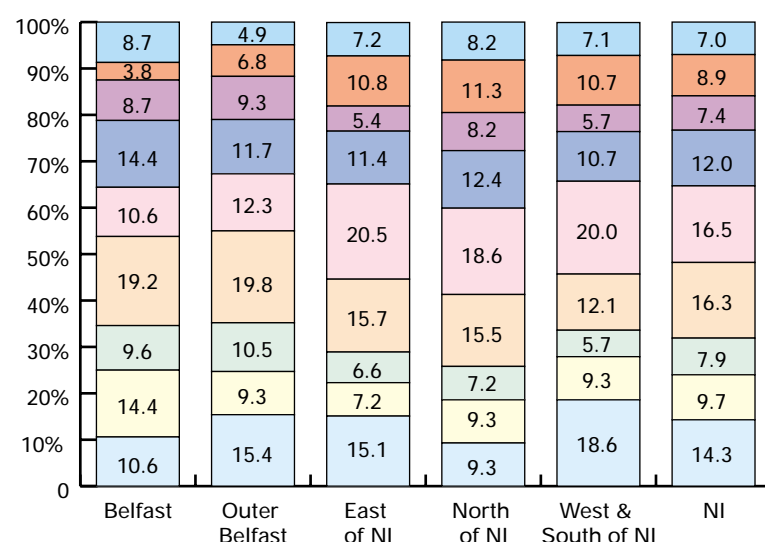 100%
90%
80%
70%
60%
50%
40%
30%
20%
10%
0
8.7 4.9 7.2 8.2 7.1 7.0
3.8 6.8 10.8 11.3 10.7 8.9
8.7 9.3 5.4 8.2 5.7 7.4
14.4 11.7 11.4 12.4 10.7 12.0
10.6 12.3 20.5 18.6 20.0 16.5
19.2 19.8 15.7 15.5 12.1 16.3
9.6 10.5 6.6 7.2 5.7 7.9
14.4 9.3 7.2 9.3 9.3 9.7
10.6 15.4 15.1 9.3 18.6 14.3
Belfast Outer East North West & NI
Belfast of NI of NI South of NI